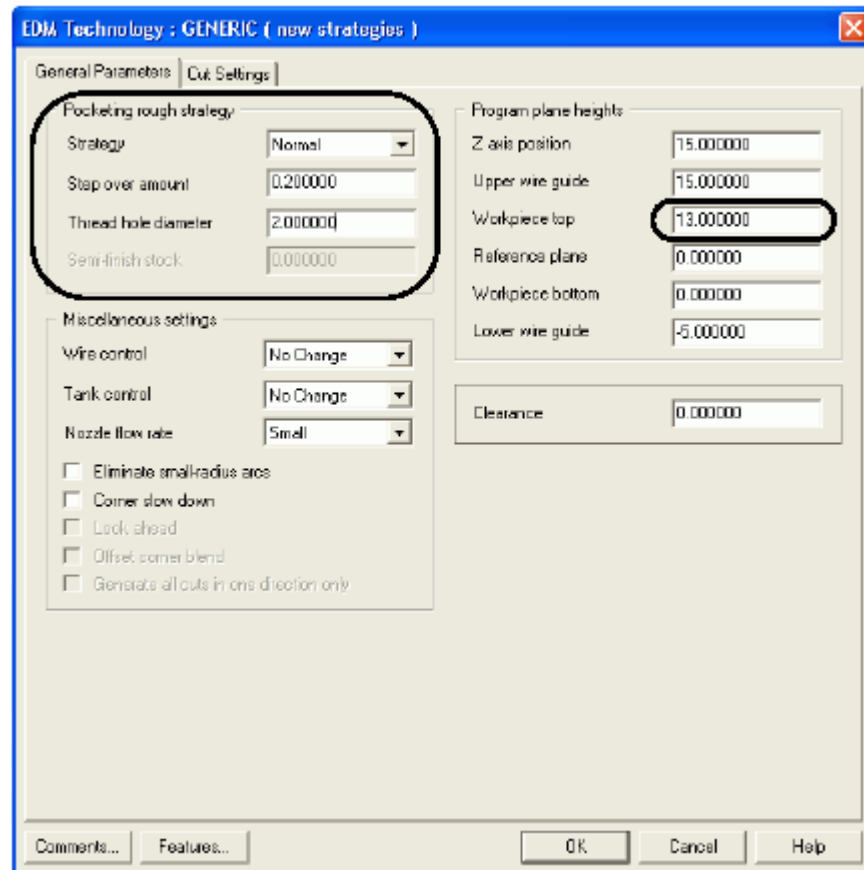 EDM Technology : GENERIC ( new strategies )
General Parameters
Cut Settings
Pocketing rough strategy
Strategy
Normal
Step over amount
0.200000
Thread hole diameter
2.000000
Semi-finish stock
0.000000
Miscellaneous settings
Wire control
No Change
Tank control
No Change
Nozzle flow rate
Small
Eliminate small-radius arcs
Corner slow down
Look ahead
Offset corner blend
Generate all cuts in one direction only
Program plane heights
Z axis position
15.000000
Upper wire guide
15.000000
Workpiece top
13.000000
Reference plane
0.000000
Workpiece bottom
0.000000
Lower wire guide
-5.000000
Clearance
0.000000
Comments...
Features...
OK
Cancel
Help